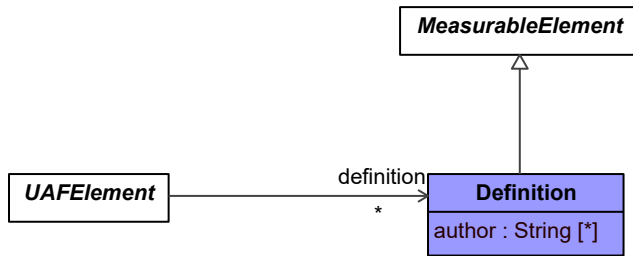 MeasurableElement
definition
UAFElement
*
Definition
author : String [*]